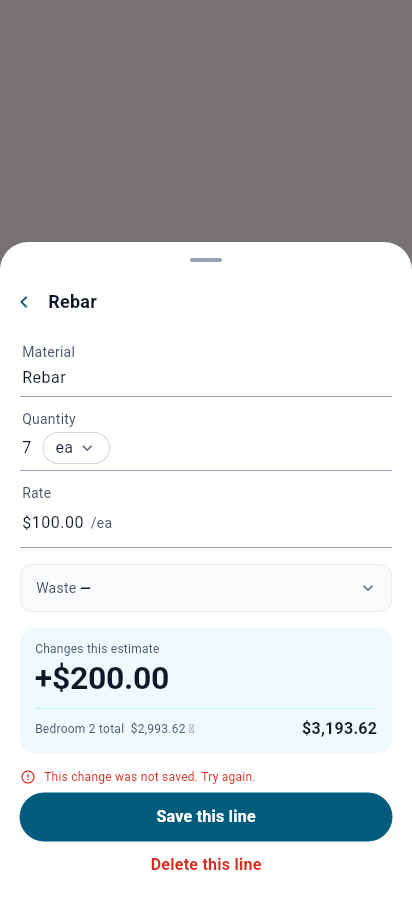 Rebar
Material
Rebar
Quantity
7 ea
Rate
$100.00 /ea
Waste —
Changes this estimate
+$200.00
Bedroom 2 total $2,993.62 $3,193.62
This change was not saved. Try again.
Save this line
Delete this line